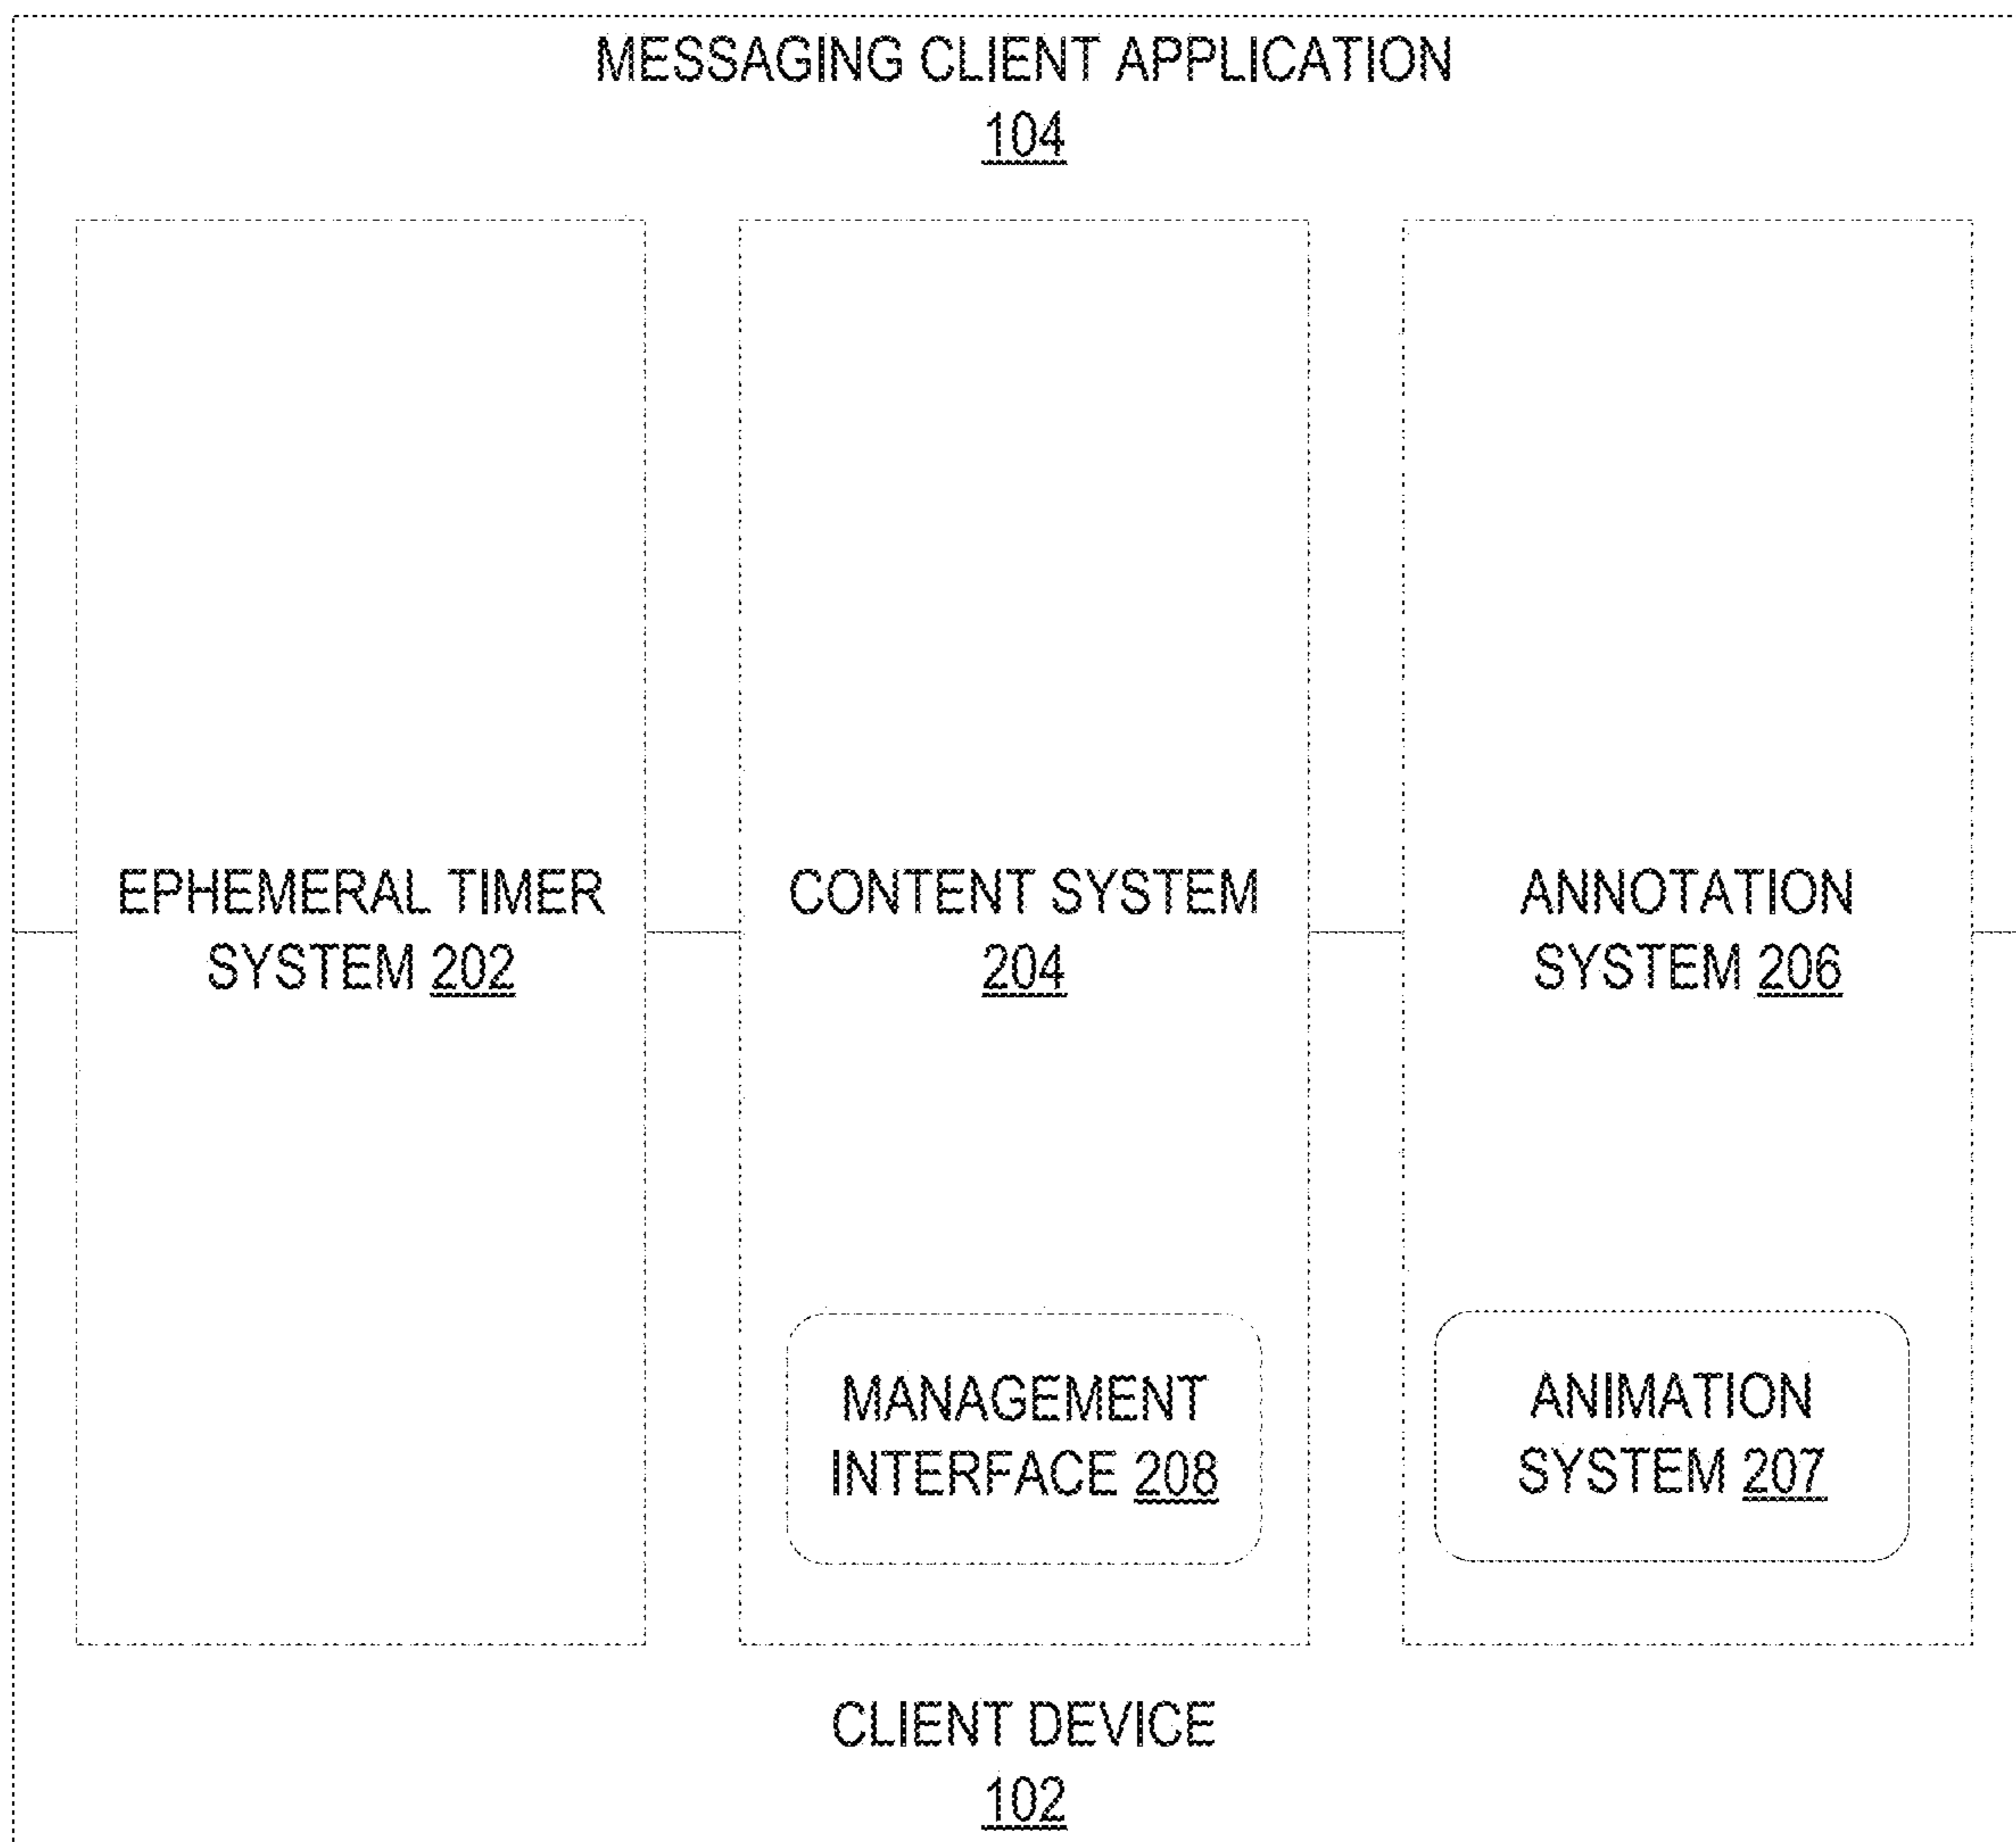 MESSAGING CLIENT APPLICATION
104
EPHEMERAL TIMER
SYSTEM 202
CONTENT SYSTEM
204
ANNOTATION
SYSTEM 206
MANAGEMENT
INTERFACE 208
ANIMATION
SYSTEM 207
CLIENT DEVICE
102